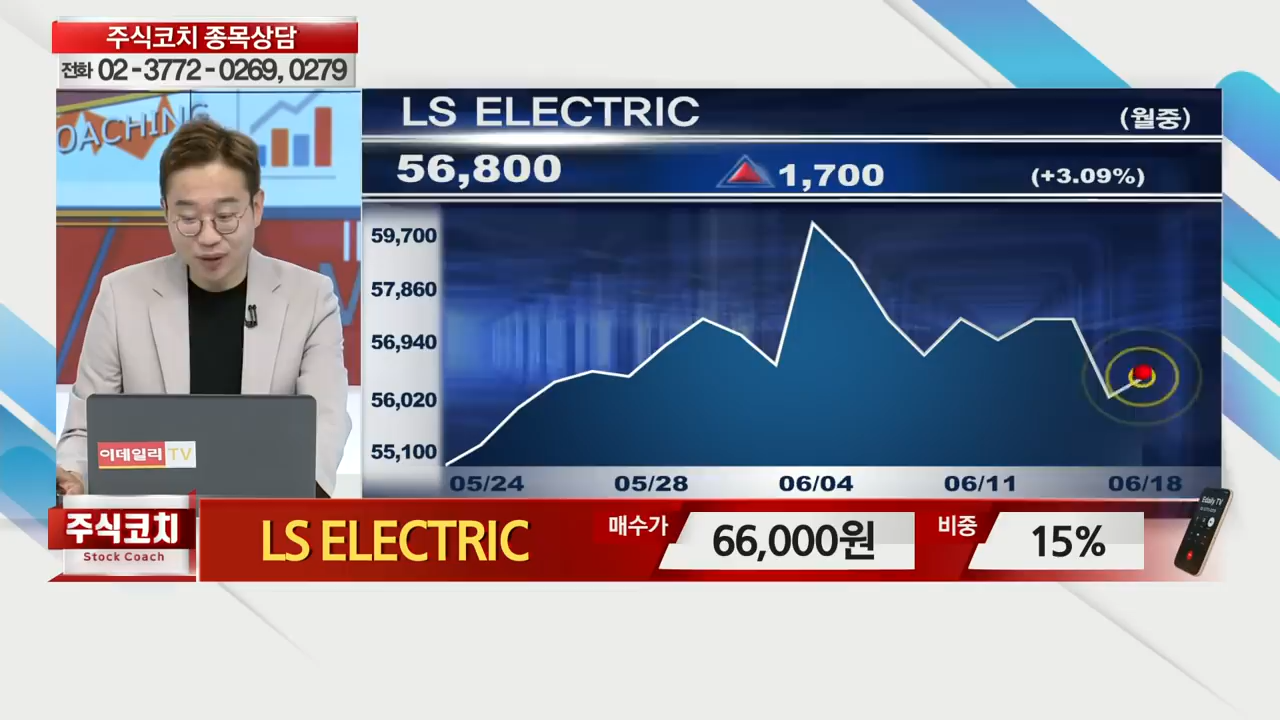 주식코치 종목상담
전화 02-3772-0269, 0279
OACHING
LS ELECTRIC
(월중)
56,800
1,700
(+3.09%)
59,700
57,860
56,940
56,020
55,100
05/24
05/28
06/04
06/11
06/18
이데일리TV
주식코치
Stock Coach
LS ELECTRIC
매수가
66,000원
비중
15%
Edaily TV